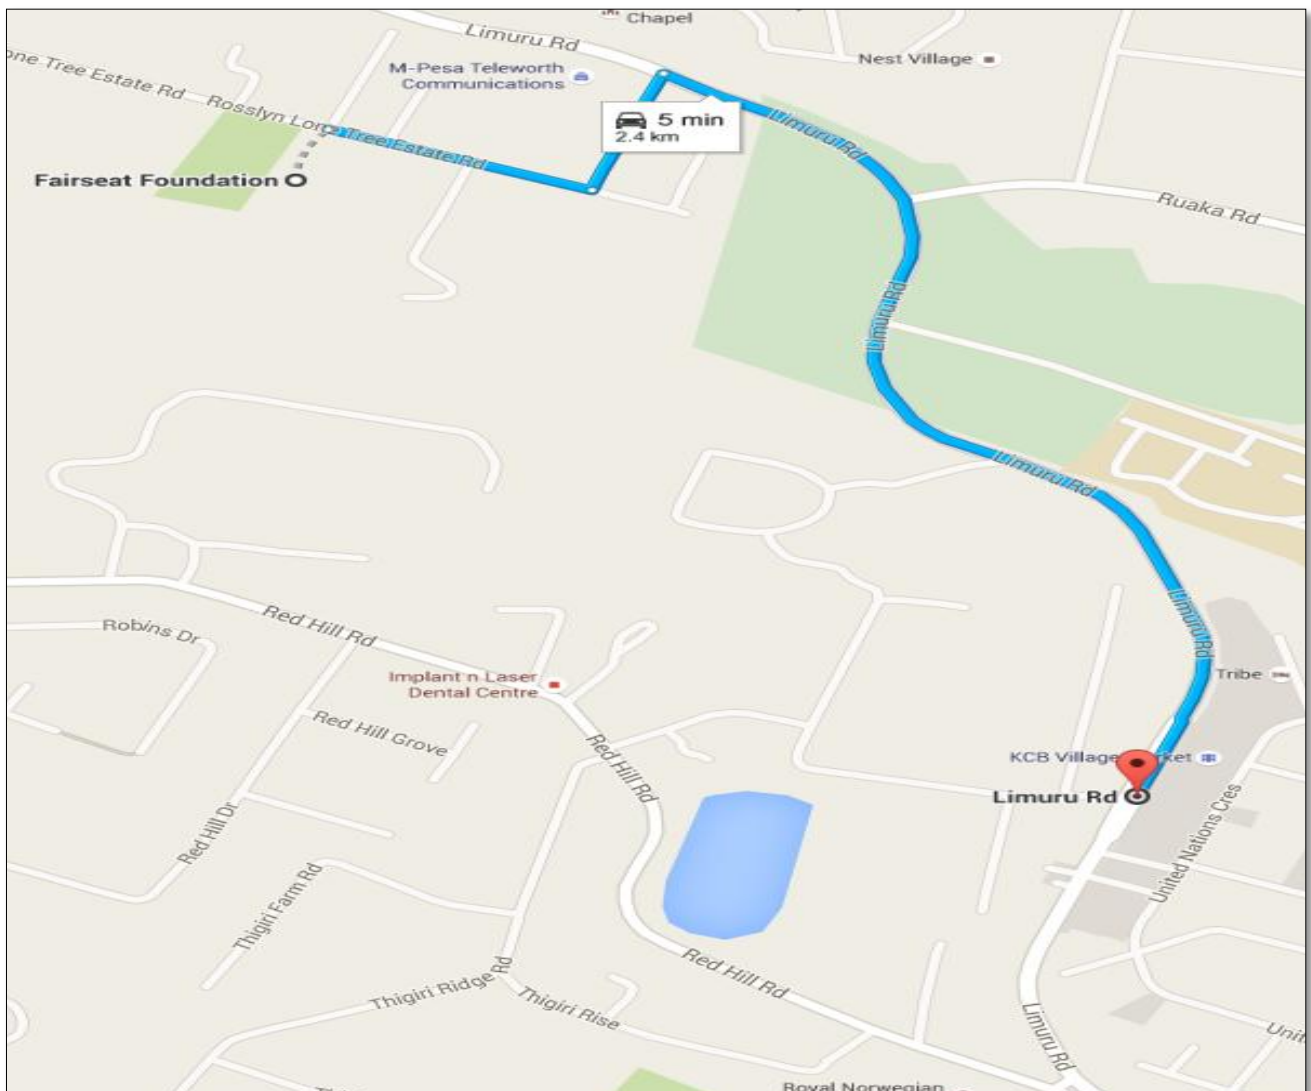 Chapel
Limuru Rd
Nest Village
M-Pesa Teleworth
Communications
one Tree Estate Rd
Rosslyn Lone Tree Estate Rd
5 min
2.4 km
Limuru Rd
Fairseat Foundation
Ruaka Rd
Limuru Rd
Limuru Rd
Red Hill Rd
Robins Dr
Limuru Rd
Implant n Laser
Dental Centre
Tribe
Red Hill Grove
Red Hill Rd
KCB Village
rket
Limuru Rd
Red Hill Dr
United Nations Cres
Thigiri Farm Rd
Red Hill Rd
Thigiri Ridge Rd
Thigiri Rise
Limuru Rd
Unit
Royal Norwegian